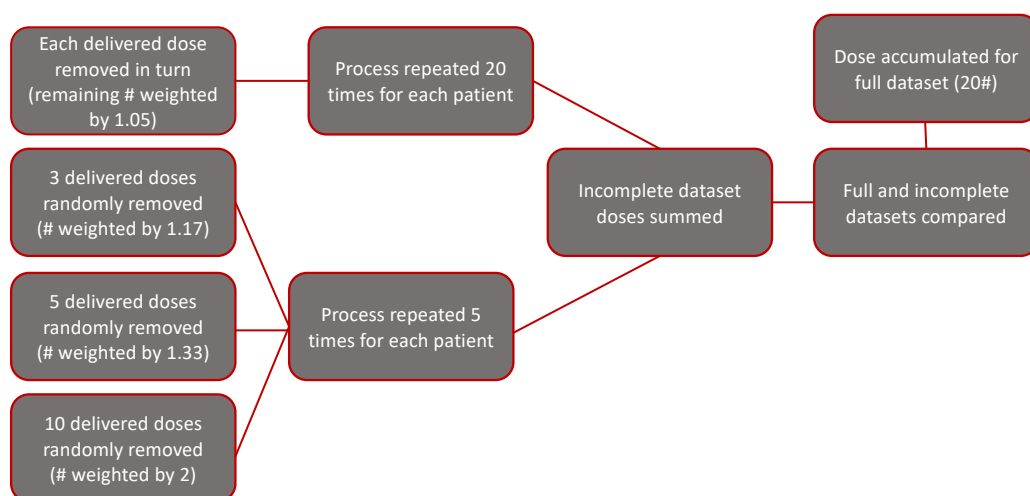 Each delivered dose
removed in turn
(remaining # weighted
by 1.05)
Process repeated 20
times for each patient
Dose accumulated for
full dataset (20#)
3 delivered doses
randomly removed
(# weighted by 1.17)
Incomplete dataset
doses summed
Full and incomplete
datasets compared
5 delivered doses
randomly removed
(# weighted by 1.33)
Process repeated 5
times for each patient
10 delivered doses
randomly removed
(# weighted by 2)